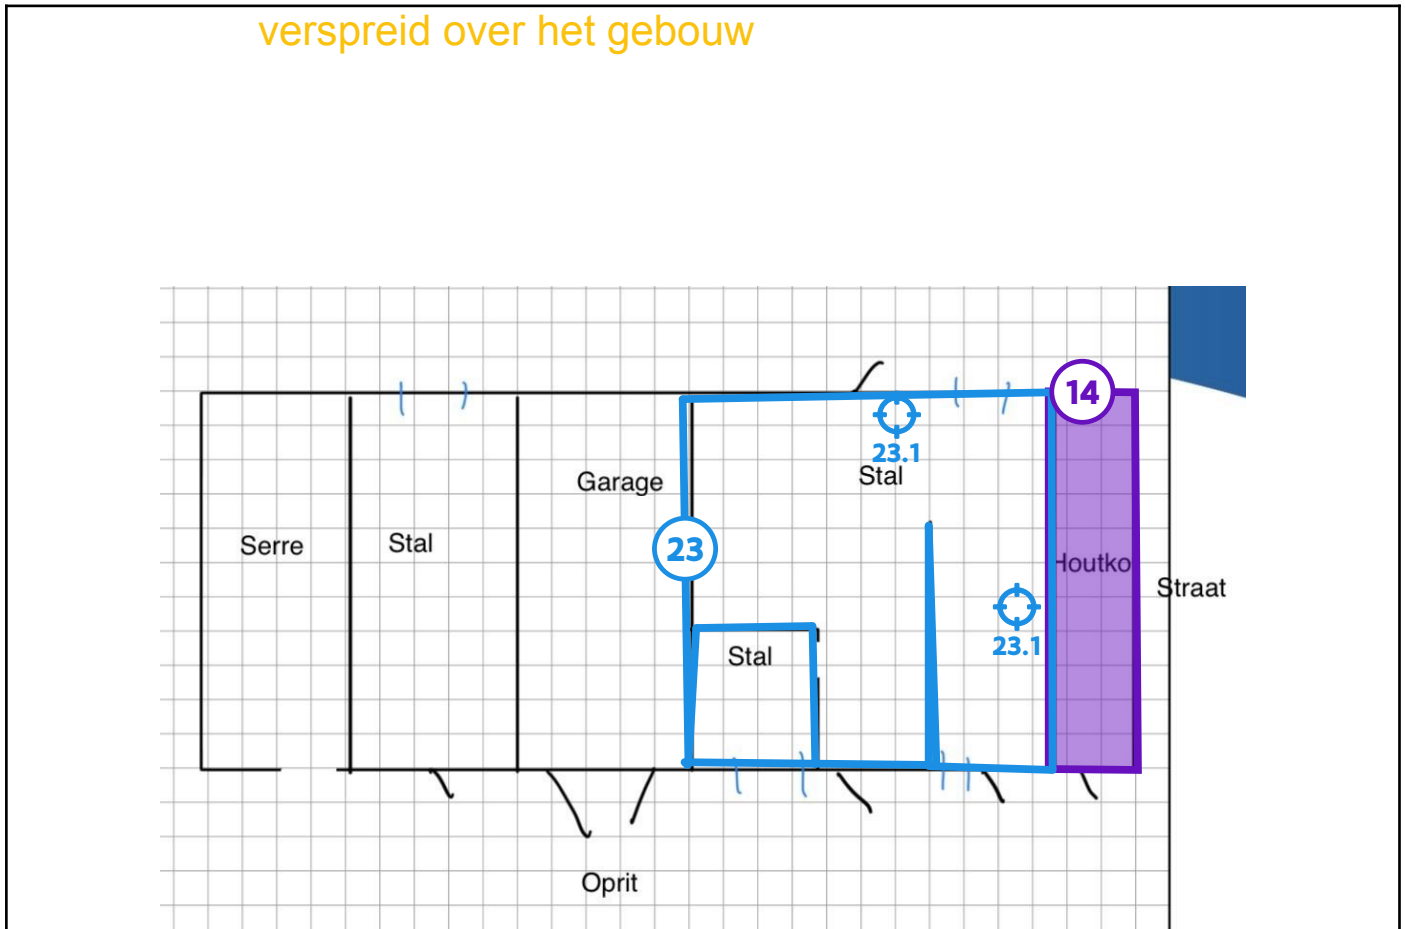 verspreid over het gebouw
14
23.1
Stal
Garage
Serre
Stal
23
Houtko
Straat
23.1
Stal
Oprit